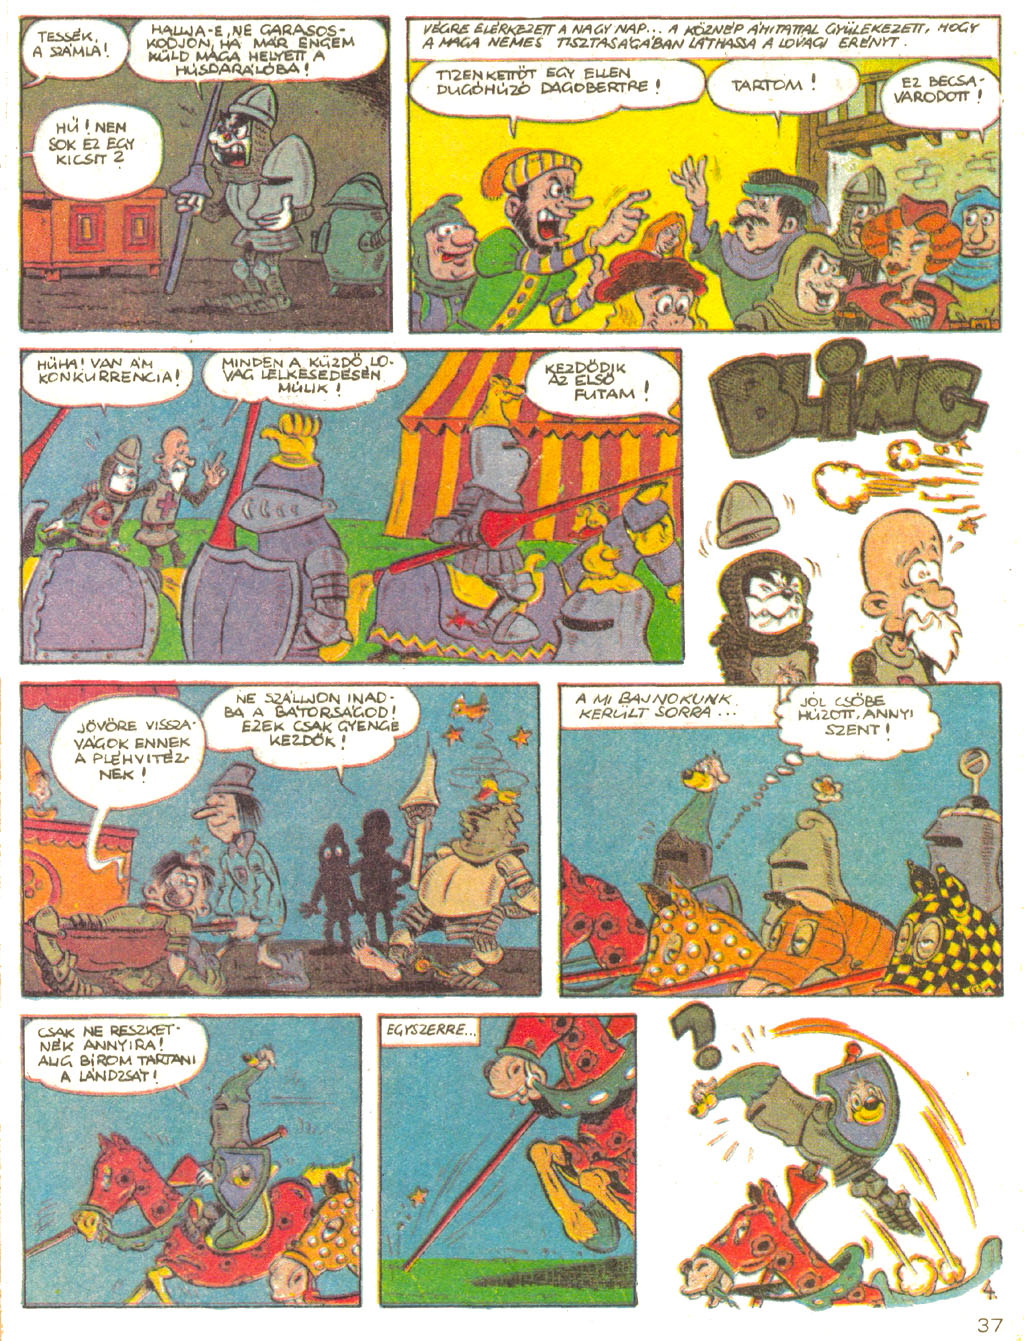 TESSÉK,
A SZÁMLA!
HALLJA-E, NE GARASOS-
KODJON, HA MÁR ENGEM
KÜLD MAGA HELYETT A
HÚSDARÁLÓBA!
HŰ! NEM
SOK EZ EGY
KICSIT?
VÉGRE ELÉRKEZETT A NAGY NAP... A KÖZNÉP ÁHITATTAL GYÜLEKEZETT, HOGY
A MAGA NEMES TISZTASÁGÁBAN LÁTHASSA A LOVAGI ERÉNYT.
TIZENKETTŐT EGY ELLEN
DUGÓHÚZÓ DAGOBERTRE!
TARTOM!
EZ BECSA-
VARODOTT!
HŰHA! VAN ÁM
KONKURRENCIA!
MINDEN A KÜZDŐ LO-
VAG LELKESEDÉSÉN
MÚLIK!
KEZDŐDIK
AZ ELSŐ
FUTAM!
BLING
JÖVŐRE VISSZA-
VÁGOK ENNEK
A PLÉHVITÉZ-
NEK!
NE SZÁLLJON INAD-
BA A BÁTORSÁGOD!
EZEK CSAK GYENGE
KEZDŐK!
A MI BAJNOKUNK
KERÜLT SORRA...
JÓL CSŐBE
HÚZOTT, ANNYI
SZENT!
CSAK NE RESZKET-
NÉK ANNYIRA!
ALIG BÍROM TARTANI
A LÁNDZSÁT!
EGYSZERRE...
?
4.
37